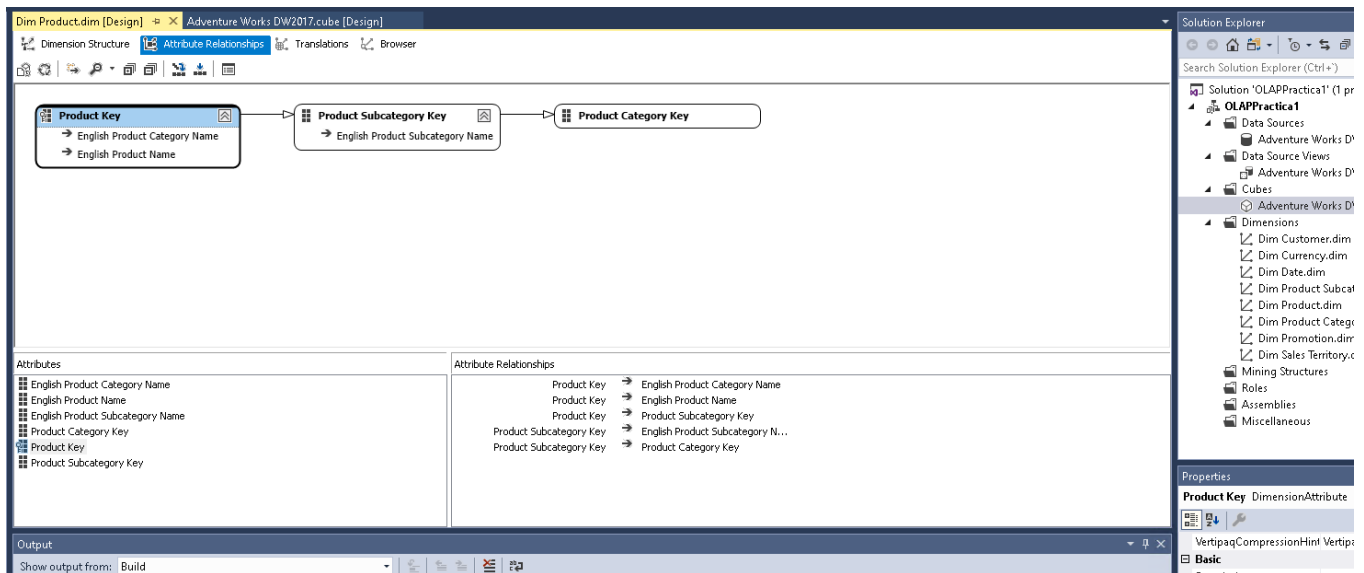 Dim Product.dim [Design]
Adventure Works DW2017.cube [Design]
Dimension Structure
Attribute Relationships
Translations
Browser
Product Key
English Product Category Name
English Product Name
Product Subcategory Key
English Product Subcategory Name
Product Category Key
Attributes
English Product Category Name
English Product Name
English Product Subcategory Name
Product Category Key
Product Key
Product Subcategory Key
Attribute Relationships
Product Key English Product Category Name
Product Key English Product Name
Product Key Product Subcategory Key
Product Subcategory Key English Product Subcategory N...
Product Subcategory Key Product Category Key
Output
Show output from: Build
Solution Explorer
Search Solution Explorer (Ctrl+')
Solution 'OLAPPractica1' (1 pr
OLAPPractica1
Data Sources
Adventure Works D
Data Source Views
Adventure Works D
Cubes
Adventure Works D
Dimensions
Dim Customer.dim
Dim Currency.dim
Dim Date.dim
Dim Product Subcat
Dim Product.dim
Dim Product Catego
Dim Promotion.dim
Dim Sales Territory.
Mining Structures
Roles
Assemblies
Miscellaneous
Properties
Product Key DimensionAttribute
VertipaqCompressionHint Vertipa
Basic